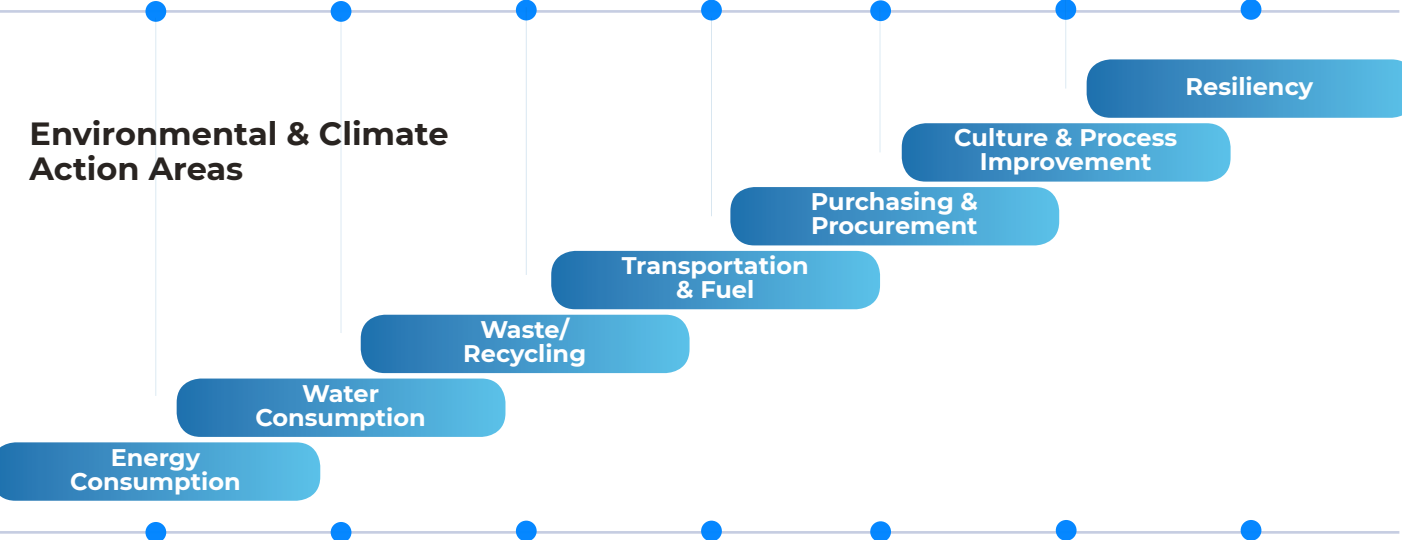 Environmental & Climate
Action Areas
Resiliency
Culture & Process
Improvement
Purchasing &
Procurement
Transportation
& Fuel
Waste/
Recycling
Water
Consumption
Energy
Consumption